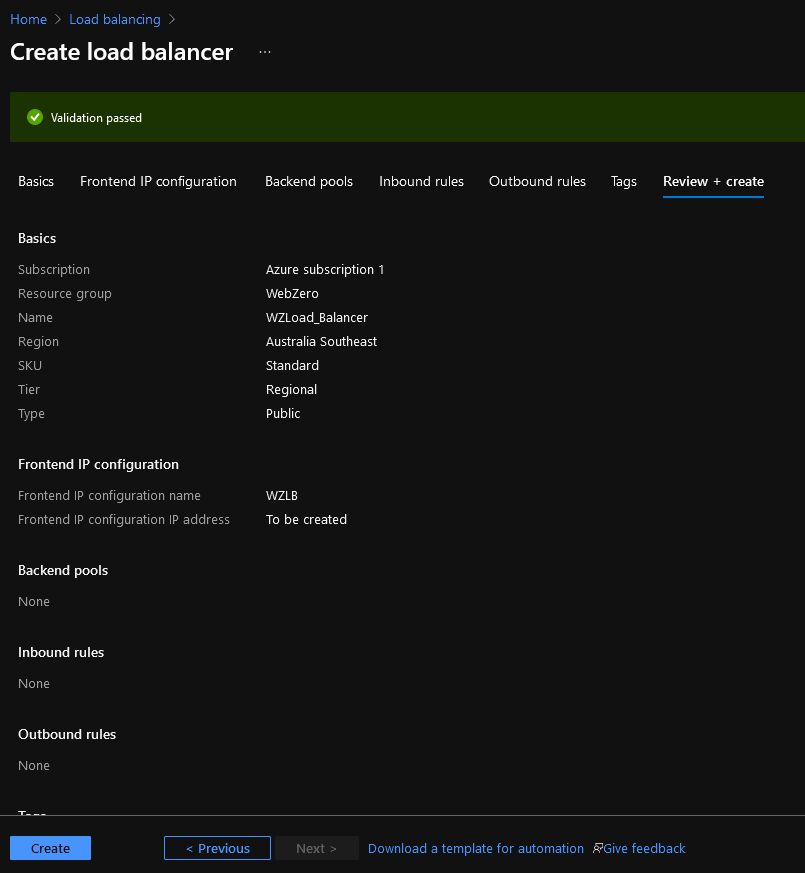 Home > Load balancing >
Create load balancer ...
Validation passed
Basics Frontend IP configuration Backend pools Inbound rules Outbound rules Tags Review + create
Basics
Subscription Azure subscription 1
Resource group WebZero
Name WZLoad_Balancer
Region Australia Southeast
SKU Standard
Tier Regional
Type Public
Frontend IP configuration
Frontend IP configuration name WZLB
Frontend IP configuration IP address To be created
Backend pools
None
Inbound rules
None
Outbound rules
None
Tags
Create < Previous Next > Download a template for automation Give feedback